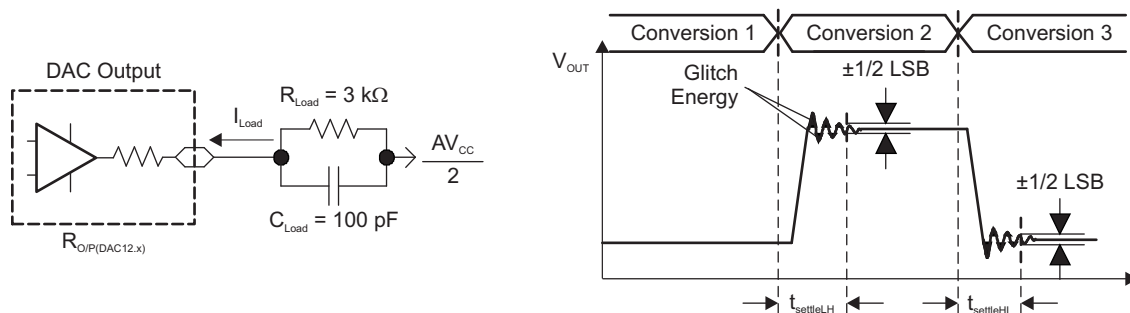 DAC Output
R_Load = 3 kΩ
I_Load
AV_CC
2
C_Load = 100 pF
R_O/P(DAC12.x)
Conversion 1
Conversion 2
Conversion 3
V_OUT
Glitch
Energy
±1/2 LSB
±1/2 LSB
t_settleLH
t_settleHL